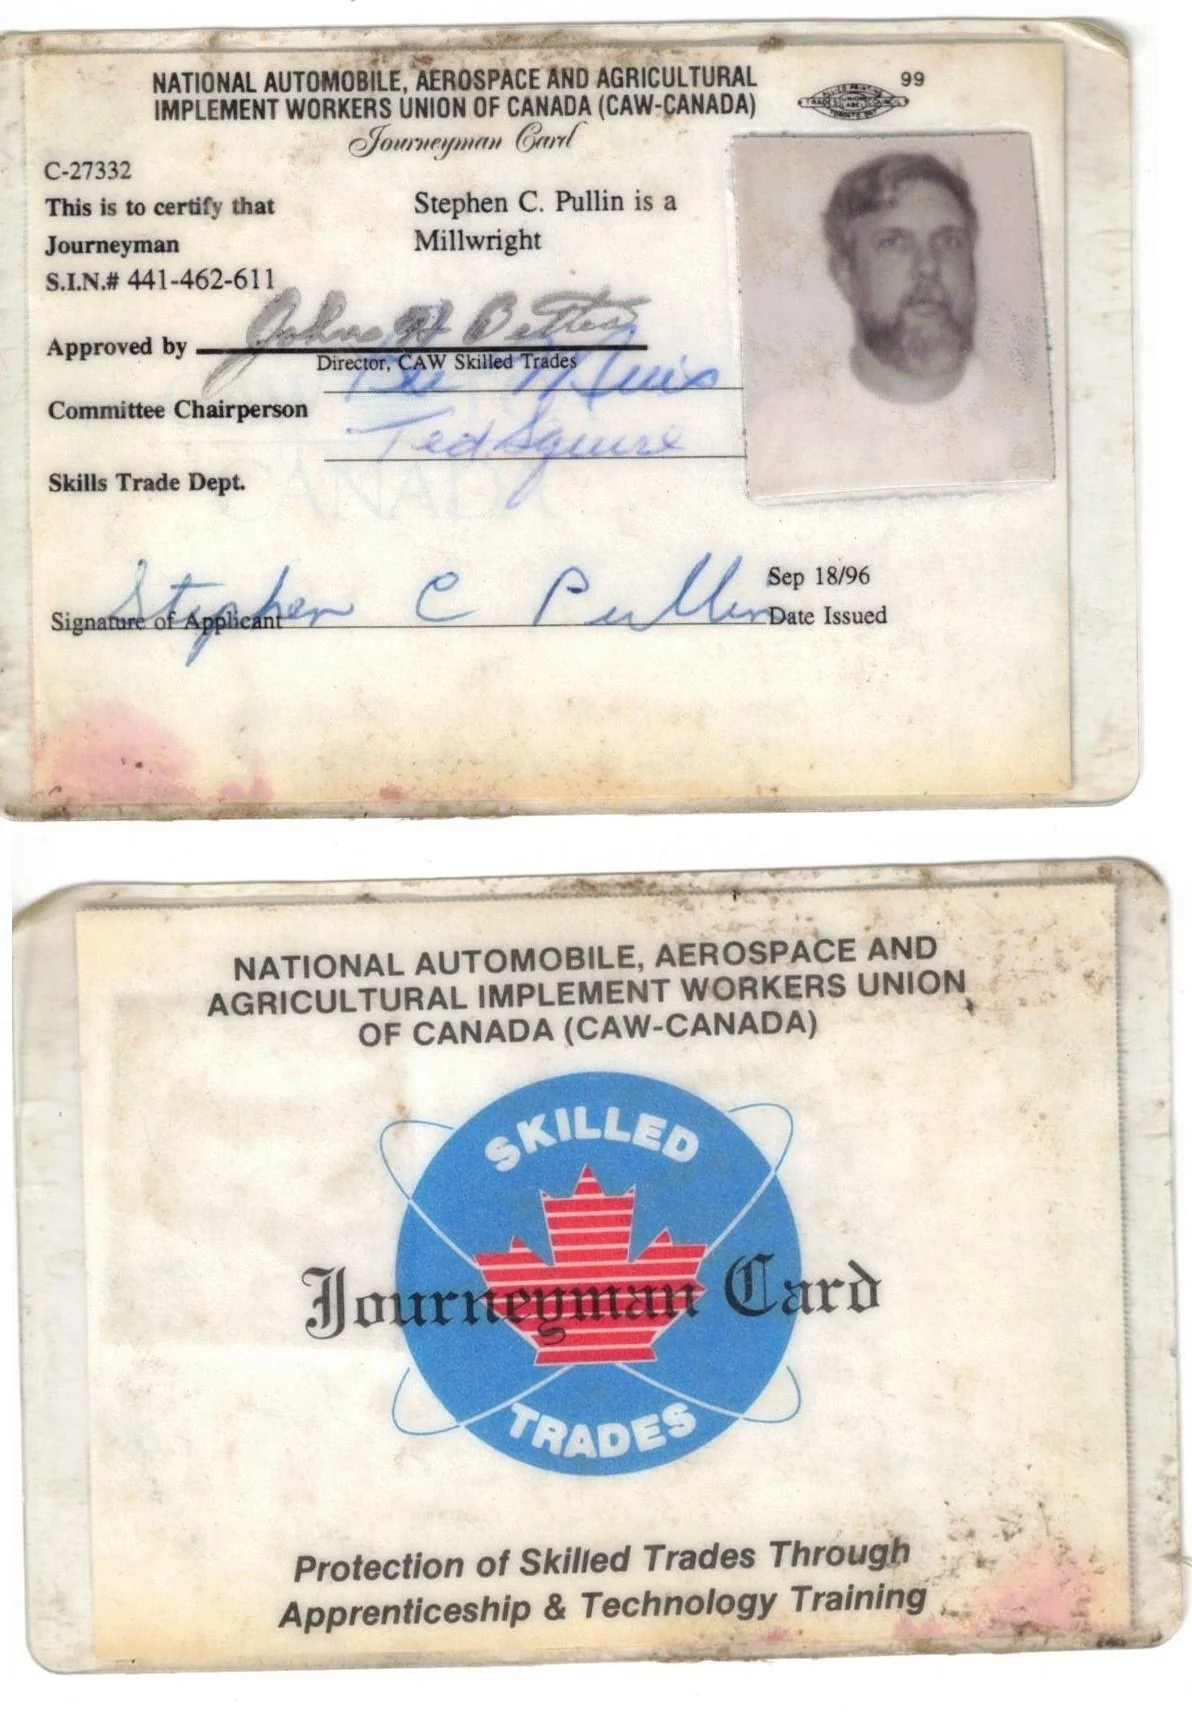 NATIONAL AUTOMOBILE, AEROSPACE AND AGRICULTURAL
IMPLEMENT WORKERS UNION OF CANADA (CAW-CANADA)
99
Journeyman Card
C-27332
This is to certify that Stephen C. Pullin is a
Journeyman Millwright
S.I.N.# 441-462-611
Approved by John
Director, CAW Skilled Trades
Committee Chairperson
Ted Squire
Skills Trade Dept.
CANADA
Stephen C Pullin
Sep 18/96
Signature of Applicant Date Issued
NATIONAL AUTOMOBILE, AEROSPACE AND
AGRICULTURAL IMPLEMENT WORKERS UNION
OF CANADA (CAW-CANADA)
SKILLED
Journeyman Card
TRADES
Protection of Skilled Trades Through
Apprenticeship & Technology Training